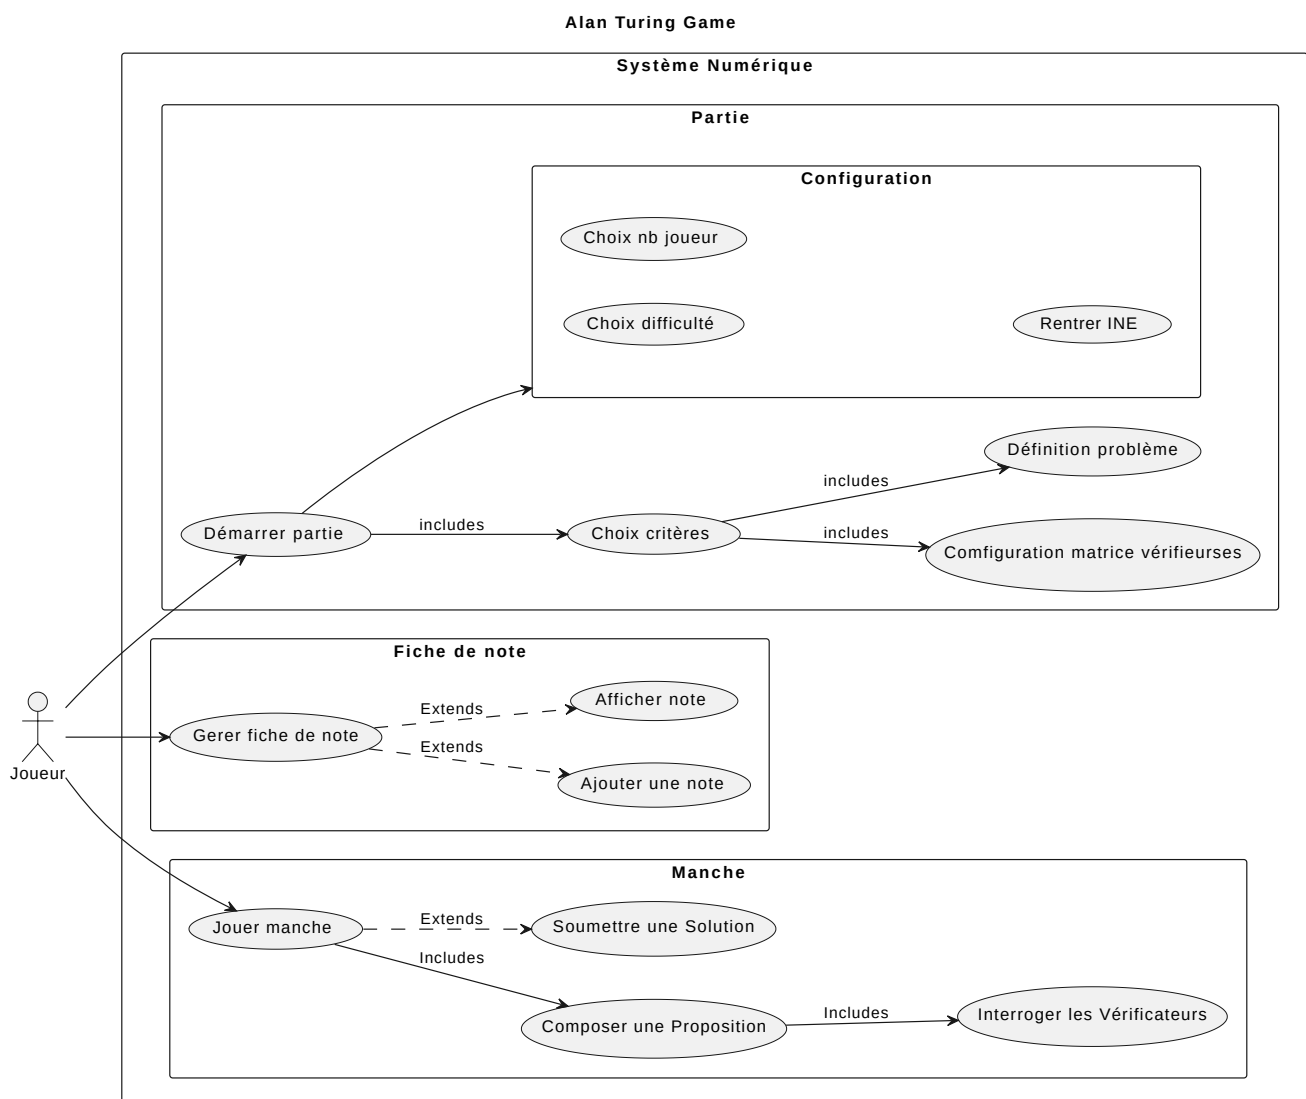 Alan Turing Game
Système Numérique
Partie
Configuration
Choix nb joueur
Choix difficulté
Rentrer INE
Définition problème
includes
Démarrer partie
includes
Choix critères
includes
Comfiguration matrice vérifieurses
Fiche de note
Afficher note
Extends
Gerer fiche de note
Extends
Ajouter une note
Joueur
Manche
Extends
Jouer manche
Soumettre une Solution
Includes
Composer une Proposition
Includes
Interroger les Vérificateurs